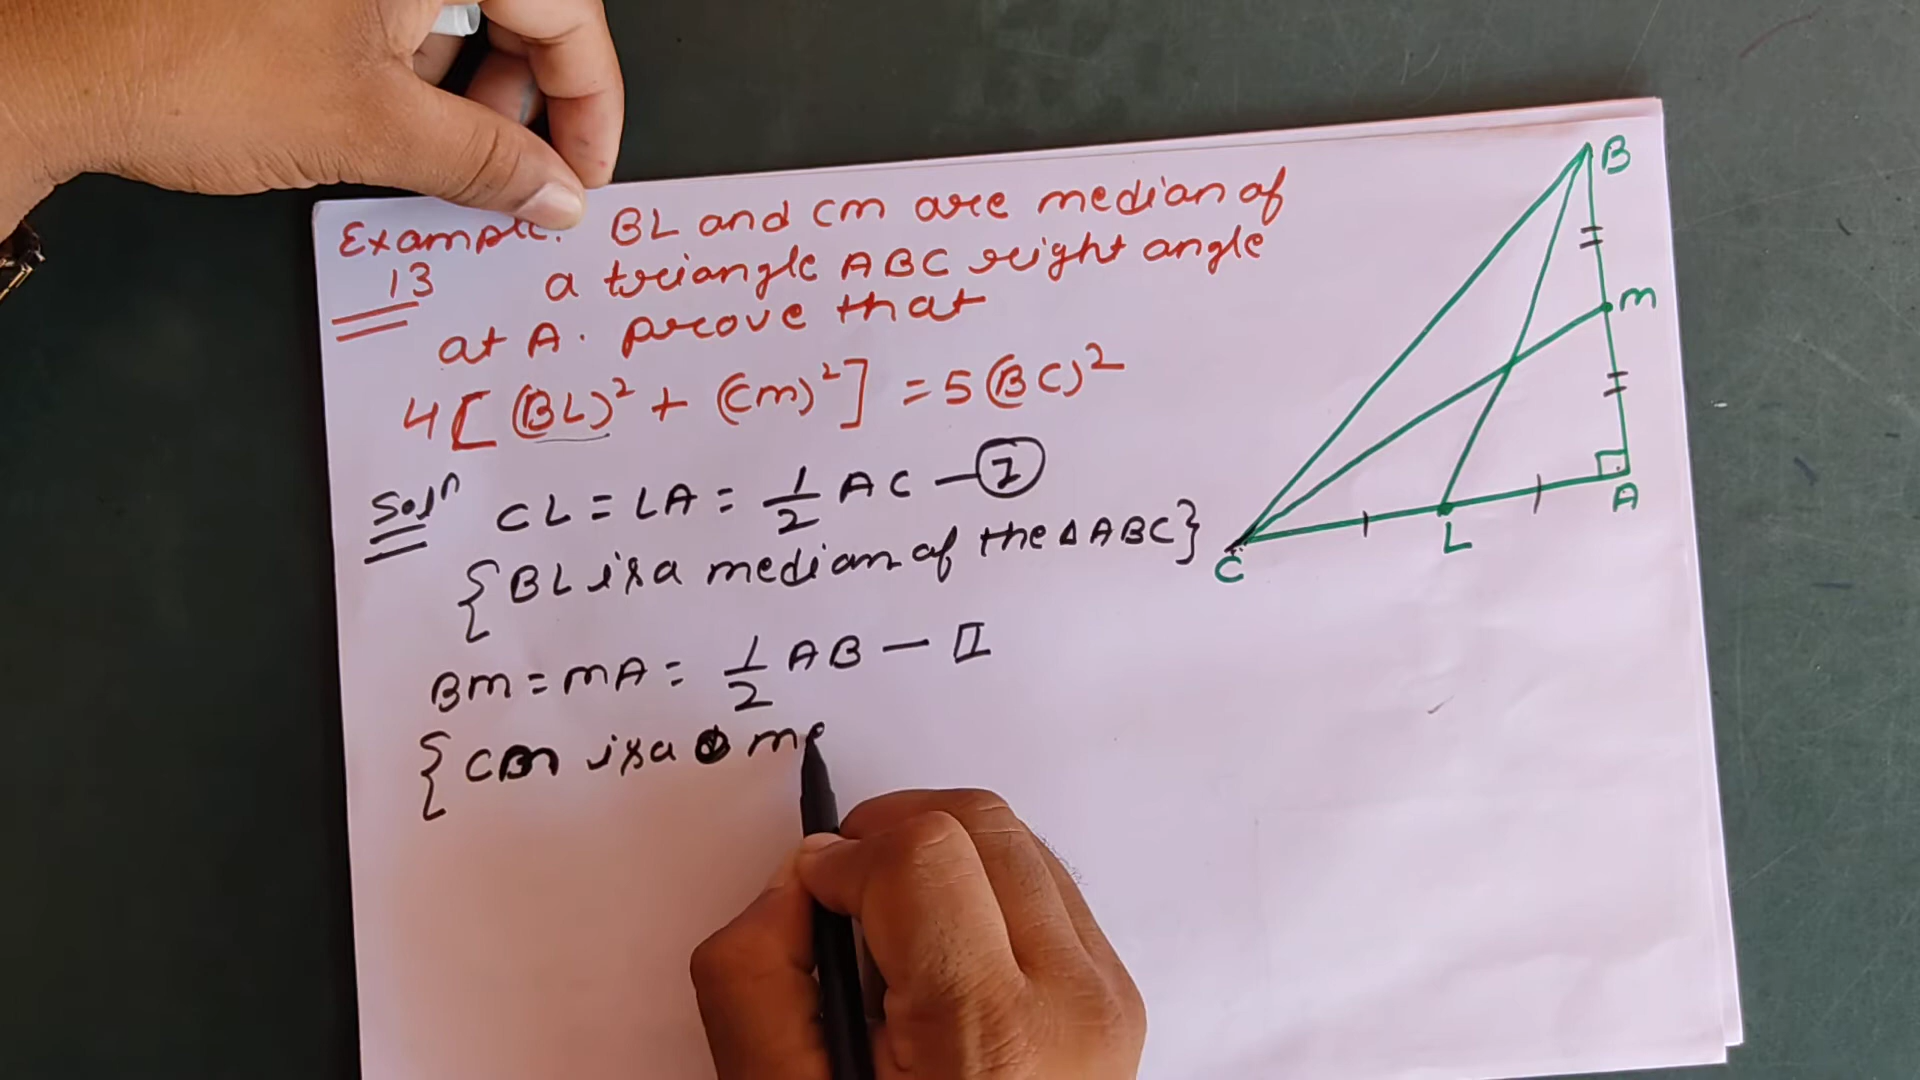 Example: BL and CM are median of
13 a triangle ABC right angle
at A. prove that
4[(BL)² + (CM)²] = 5(BC)²
Solⁿ CL = LA = 1/2 AC — I
{BL is a median of the ∆ABC}
BM = MA = 1/2 AB — II
{CM is a me
B
M
A
L
C